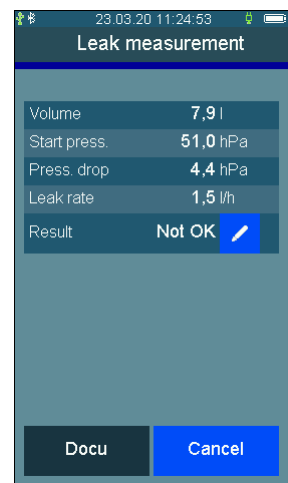 23.03.20 11:24:53
Leak measurement
Volume 7,9 l
Start press. 51,0 hPa
Press. drop 4,4 hPa
Leak rate 1,5 l/h
Result Not OK
Docu Cancel